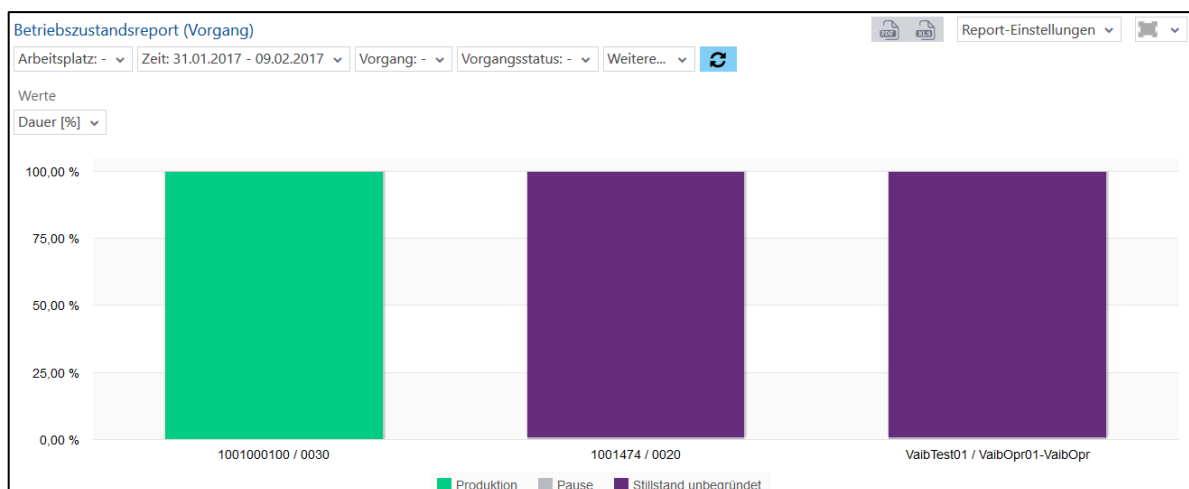 Betriebszustandsreport (Vorgang)
PDF XLS Report-Einstellungen
Arbeitsplatz: - Zeit: 31.01.2017 - 09.02.2017 Vorgang: - Vorgangsstatus: - Weitere...
Werte
Dauer [%]
100,00 %
75,00 %
50,00 %
25,00 %
0,00 %
1001000100 / 0030 1001474 / 0020 VaibTest01 / VaibOpr01-VaibOpr
Produktion Pause Stillstand unbegründet